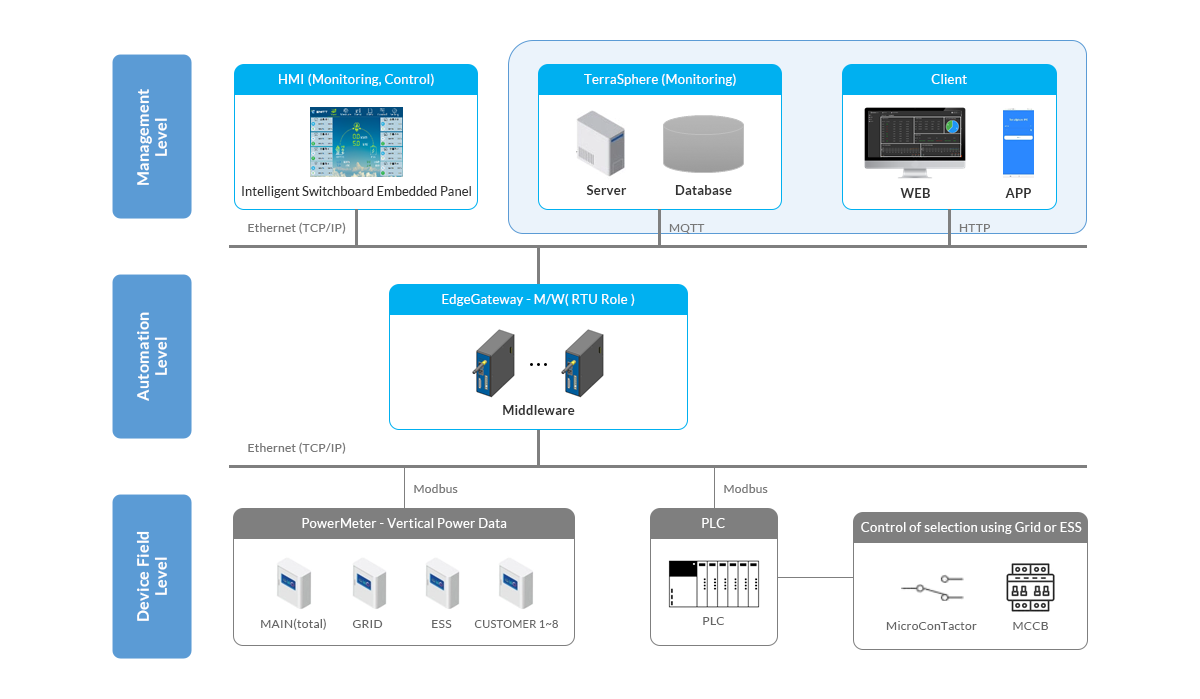 Management
Level
HMI (Monitoring, Control)
Intelligent Switchboard Embedded Panel
TerraSphere (Monitoring)
Server
Database
Client
WEB
APP
Ethernet (TCP/IP)
MQTT
HTTP
Automation
Level
EdgeGateway - M/W( RTU Role )
...
Middleware
Ethernet (TCP/IP)
Modbus
Modbus
Device Field
Level
PowerMeter - Vertical Power Data
MAIN(total)
GRID
ESS
CUSTOMER 1~8
PLC
PLC
Control of selection using Grid or ESS
MicroConTactor
MCCB